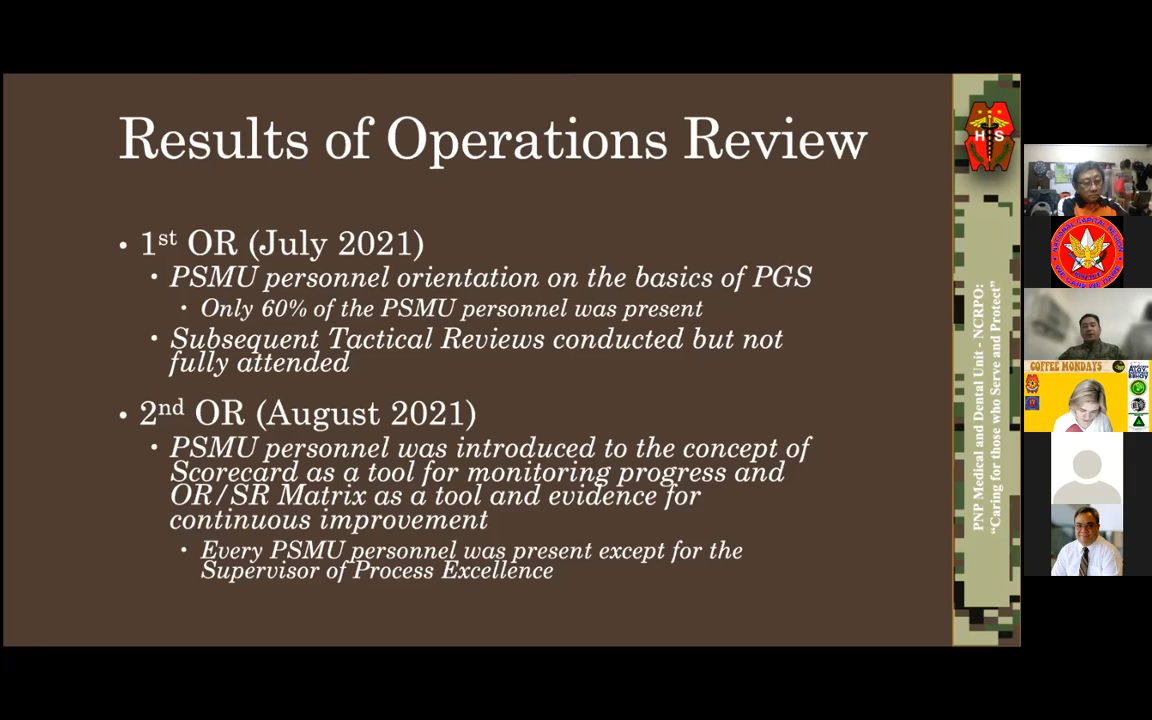 Results of Operations Review
• 1st OR (July 2021)
• PSMU personnel orientation on the basics of PGS
• Only 60% of the PSMU personnel was present
• Subsequent Tactical Reviews conducted but not
fully attended
• 2nd OR (August 2021)
• PSMU personnel was introduced to the concept of
Scorecard as a tool for monitoring progress and
OR/SR Matrix as a tool and evidence for
continuous improvement
• Every PSMU personnel was present except for the
Supervisor of Process Excellence
H S
PNP Medical and Dental Unit - NCRPO:
“Caring for those who Serve and Protect”
NATIONAL CAPITAL REGION
COFFEE MONDAYS